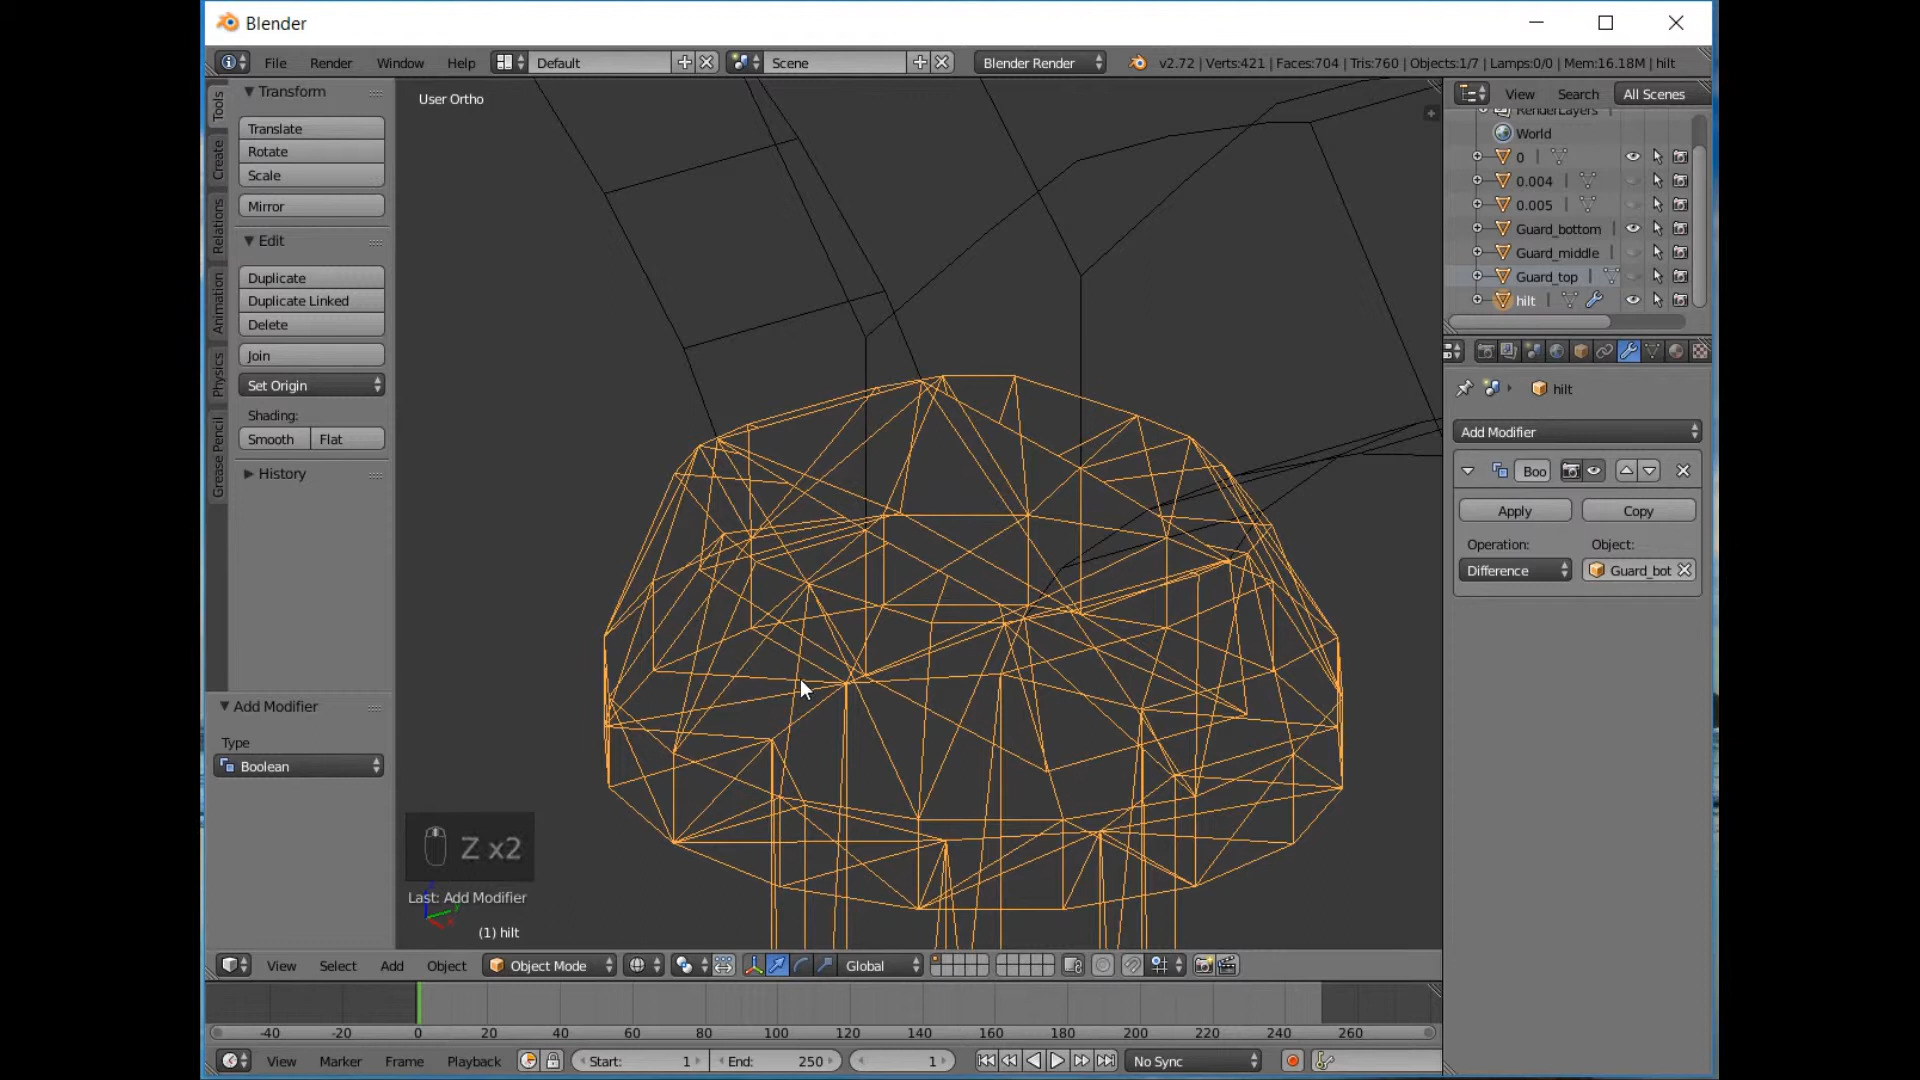 Blender
File Render Window Help Default Scene Blender Render v2.72 | Verts:421 | Faces:704 | Tris:760 | Objects:1/7 | Lamps:0/0 | Mem:16.18M | hilt
Tools
Create
Relations
Animation
Physics
Grease Pencil
Transform
Translate
Rotate
Scale
Mirror
Edit
Duplicate
Duplicate Linked
Delete
Join
Set Origin
Shading:
Smooth Flat
History
Add Modifier
Type
Boolean
User Ortho
Z x2
Last: Add Modifier
(1) hilt
View Search All Scenes
RenderLayers
World
0
0.004
0.005
Guard_bottom
Guard_middle
Guard_top
hilt
hilt
Add Modifier
Boo
Apply Copy
Operation: Object:
Difference Guard_bot
View Select Add Object Object Mode Global
-40 -20 0 20 40 60 80 100 120 140 160 180 200 220 240 260
View Marker Frame Playback Start: 1 End: 250 1 No Sync